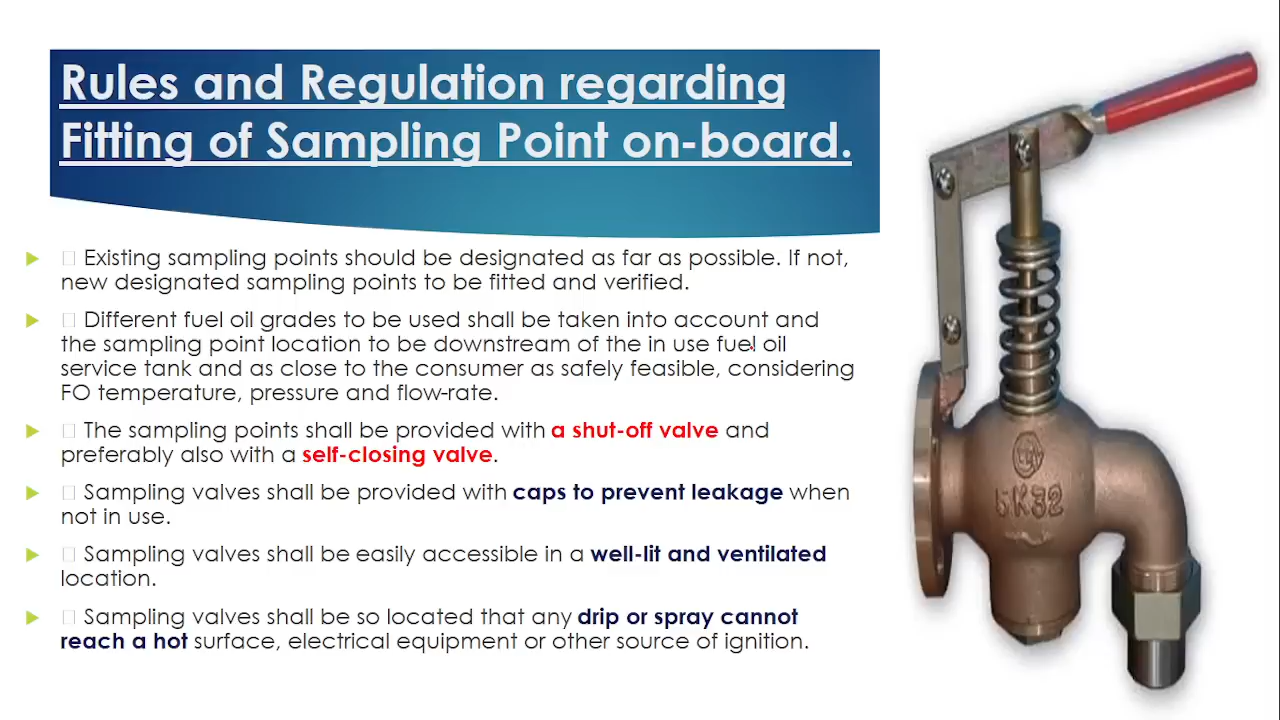 Rules and Regulation regarding
Fitting of Sampling Point on-board.
Existing sampling points should be designated as far as possible. If not,
new designated sampling points to be fitted and verified.
Different fuel oil grades to be used shall be taken into account and
the sampling point location to be downstream of the in use fuel oil
service tank and as close to the consumer as safely feasible, considering
FO temperature, pressure and flow-rate.
The sampling points shall be provided with a shut-off valve and
preferably also with a self-closing valve.
Sampling valves shall be provided with caps to prevent leakage when
not in use.
Sampling valves shall be easily accessible in a well-lit and ventilated
location.
Sampling valves shall be so located that any drip or spray cannot
reach a hot surface, electrical equipment or other source of ignition.
5K32